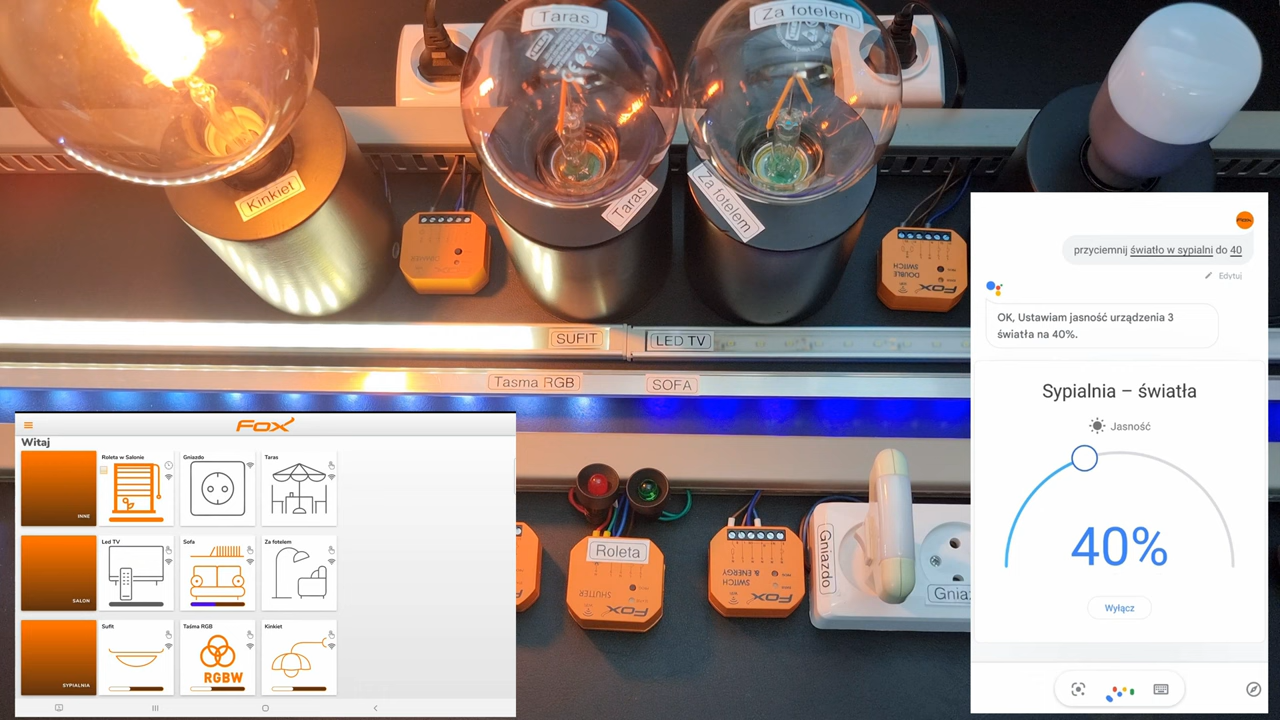 Taras
Za fotelem
Kinkiet
Taras
Za fotelem
DOUBLE
SWITCH
FOX
SUFIT
LED TV
Tasma RGB
SOFA
Roleta
SHUTTER
FOX
SWITCH
& ENERGY
FOX
Gniazdo
FOX
Witaj
INNE
Roleta w Salonie
Gniazdo
Taras
SALON
Led TV
Sofa
Za fotelem
SYPIALNIA
Sufit
Taśma RGB
RGBW
Kinkiet
FOX
przyciemnij światło w sypialni do 40
Edytuj
OK, Ustawiam jasność urządzenia 3
światła na 40%.
Sypialnia – światła
Jasność
40%
Wyłącz